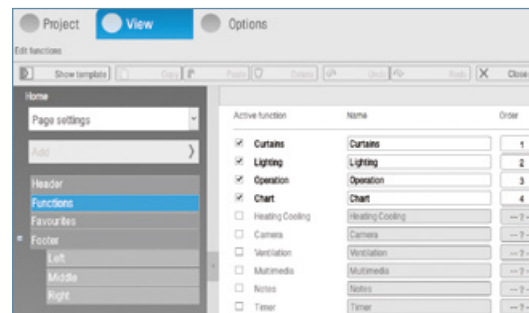 Project View Options
Edit functions
Show template Copy Paste Delete Undo Redo Close
Home
Page settings
Add
Header
Functions
Favourites
Footer
Left
Middle
Right
Active function Name Order
Curtains Curtains 1
Lighting Lighting 2
Operation Operation 3
Chart Chart 4
Heating Cooling Heating Cooling -- ? -
Camera Camera -- ? -
Ventilation Ventilation -- ? -
Multimedia Multimedia -- ? -
Notes Notes -- ? -
Timer Timer -- ? -